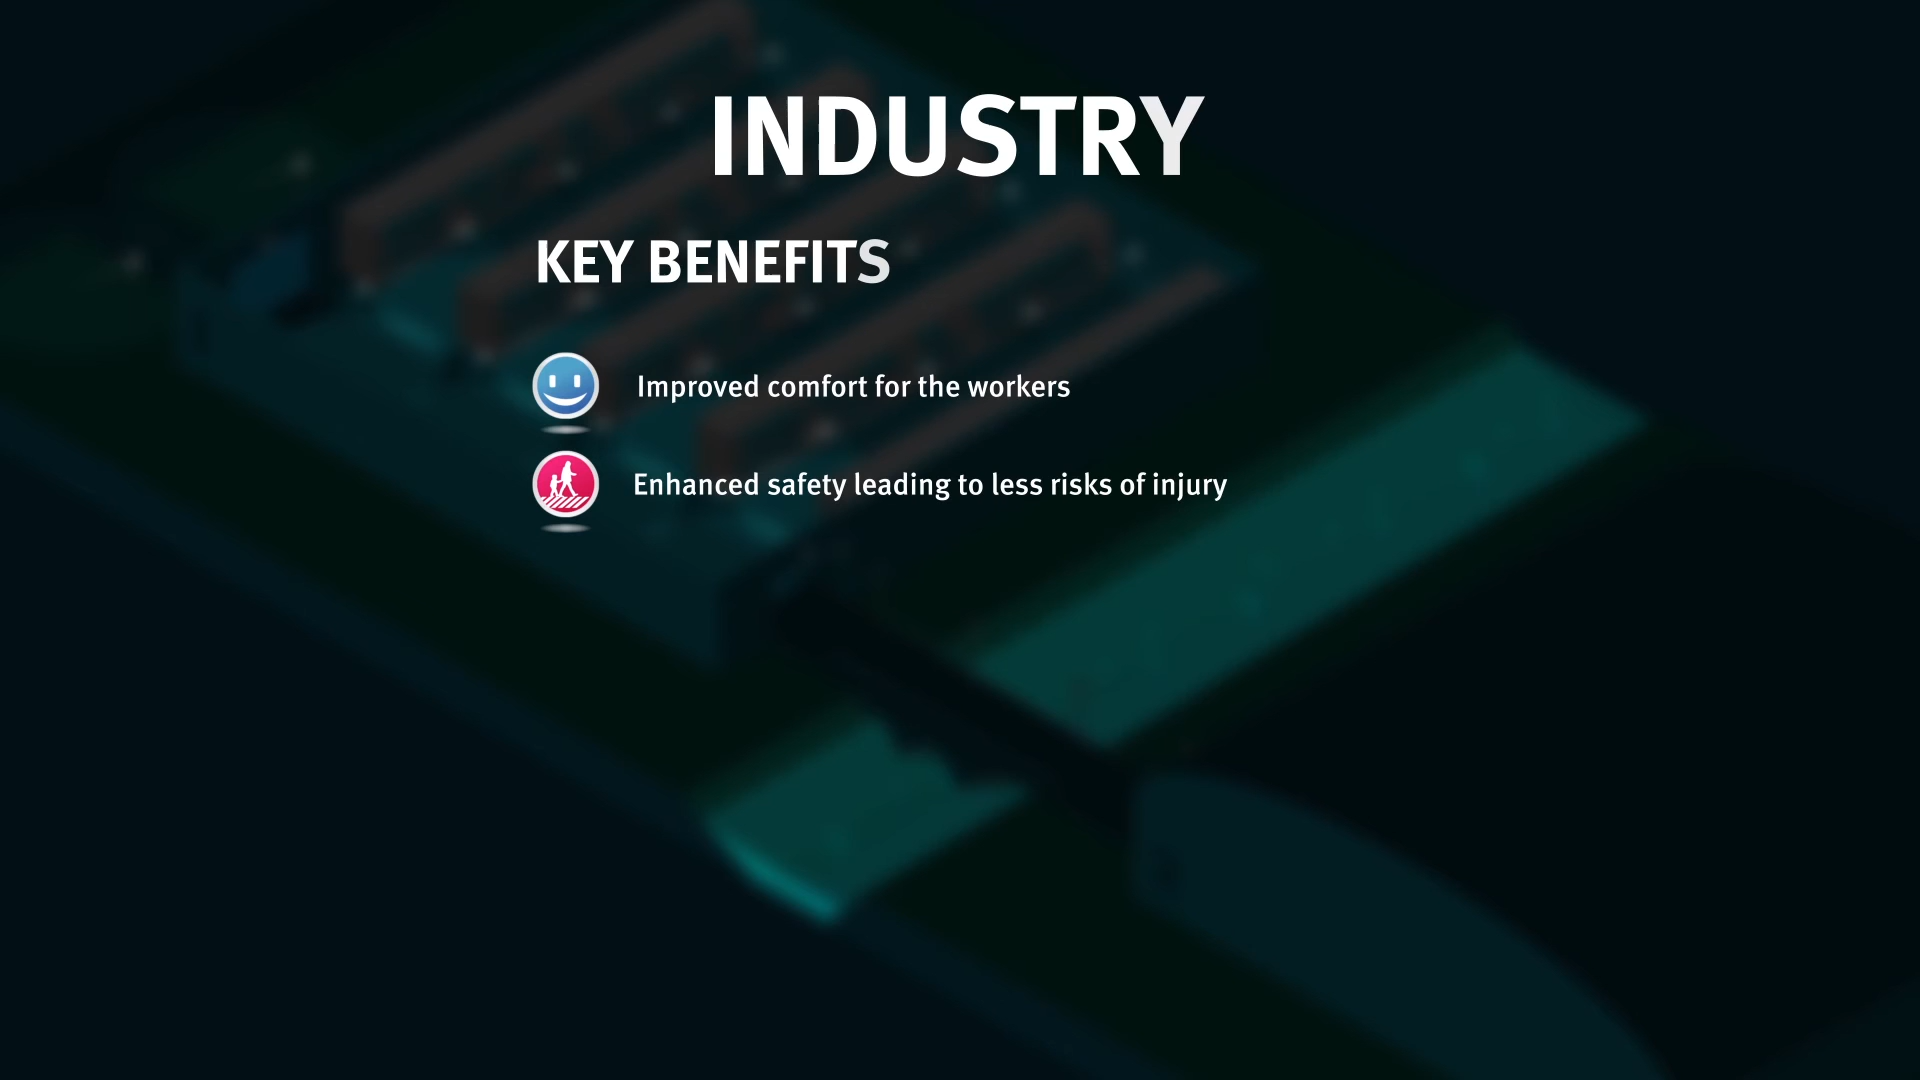 INDUSTRY
KEY BENEFITS
Improved comfort for the workers
Enhanced safety leading to less risks of injury